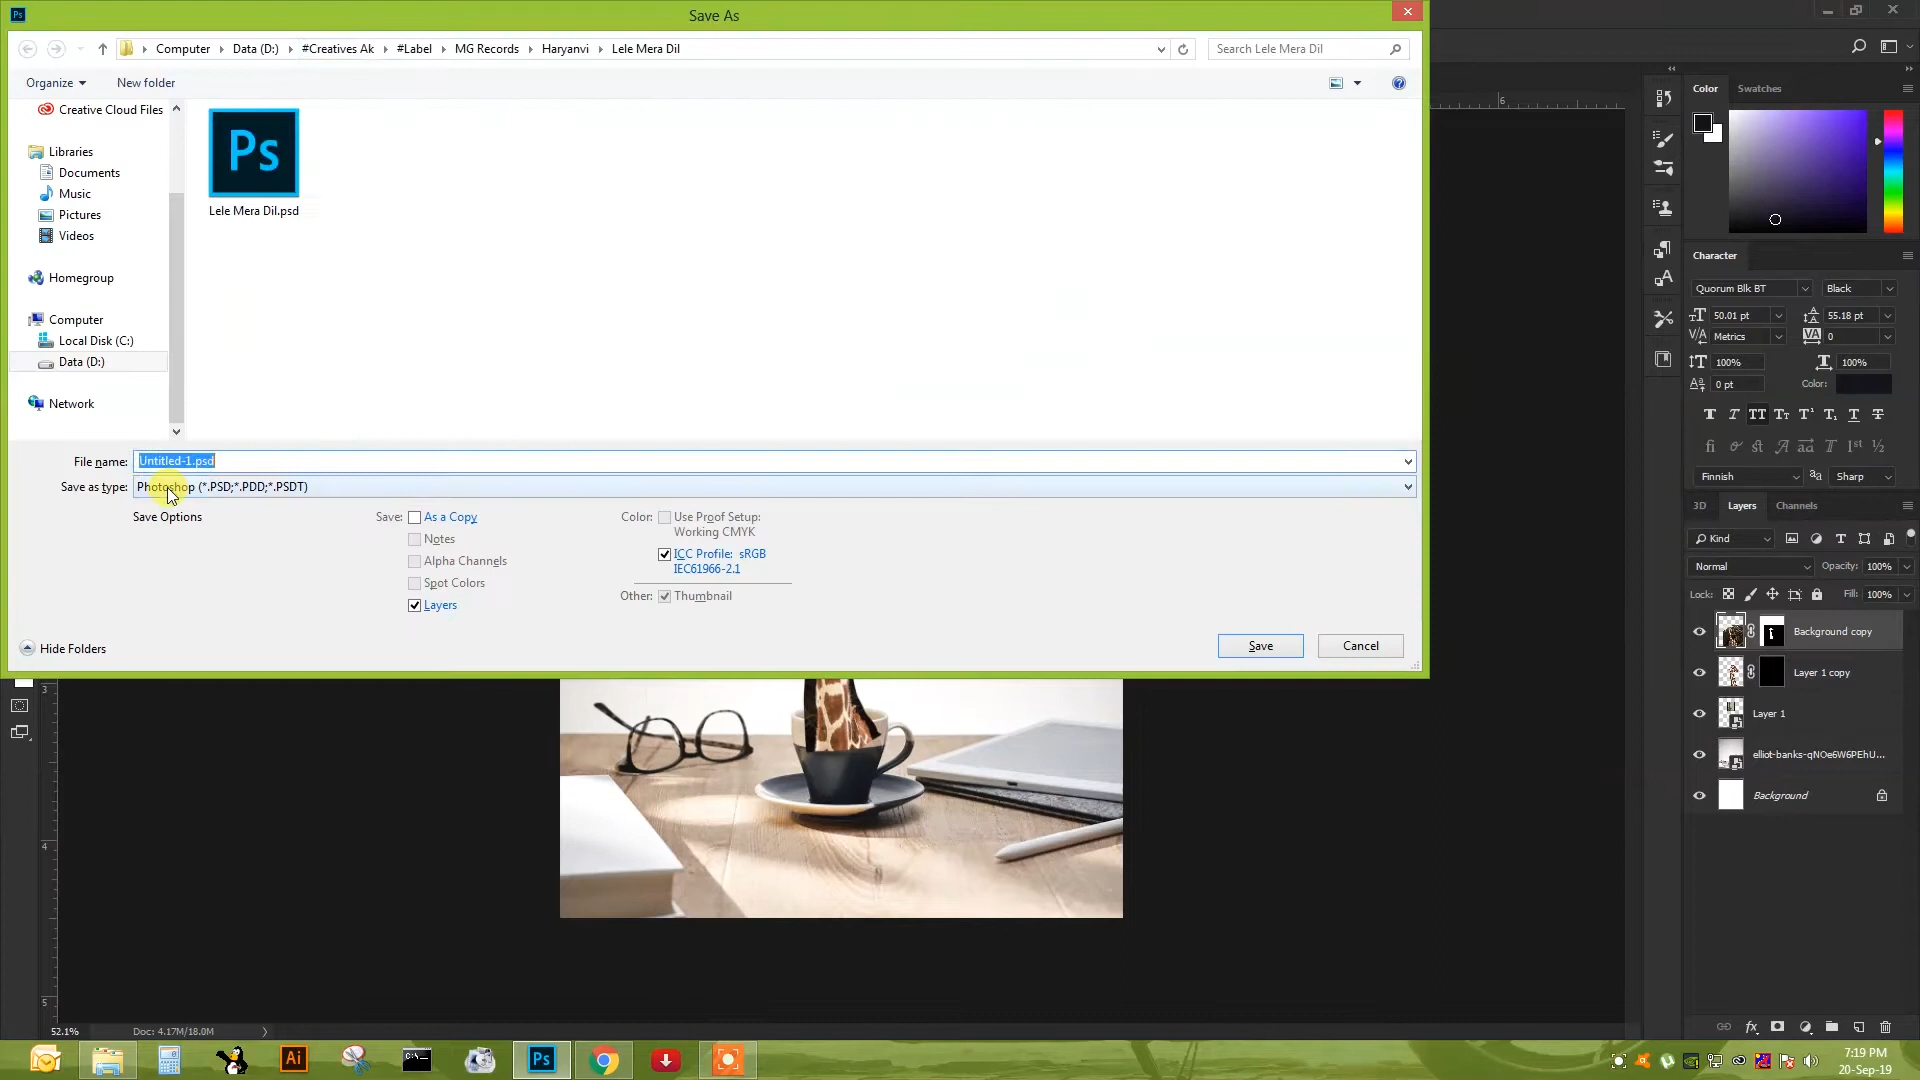 Save As
Computer Data (D:) #Creatives Ak #Label MG Records Haryanvi Lele Mera Dil
Search Lele Mera Dil
Organize New folder
Creative Cloud Files
Libraries
Documents
Music
Pictures
Videos
Homegroup
Computer
Local Disk (C:)
Data (D:)
Network
Ps
Lele Mera Dil.psd
File name: Untitled-1.psd
Save as type: Photoshop (*.PSD;*.PDD;*.PSDT)
Save Options
Save: As a Copy
Notes
Alpha Channels
Spot Colors
Layers
Color: Use Proof Setup:
Working CMYK
ICC Profile: sRGB
IEC61966-2.1
Other: Thumbnail
Hide Folders
Save Cancel
6
3
4
5
Color Swatches
Character
Quorum Blk BT Black
50.01 pt 55.18 pt
Metrics 0
100% 100%
0 pt Color:
Finnish Sharp
3D Layers Channels
Kind
Normal Opacity: 100%
Lock: Fill: 100%
Background copy
Layer 1 copy
Layer 1
elliot-banks-qNOe6W6PEhU...
Background
52.1% Doc: 4.17M/18.0M
Ai
Ps
7:19 PM
20-Sep-19